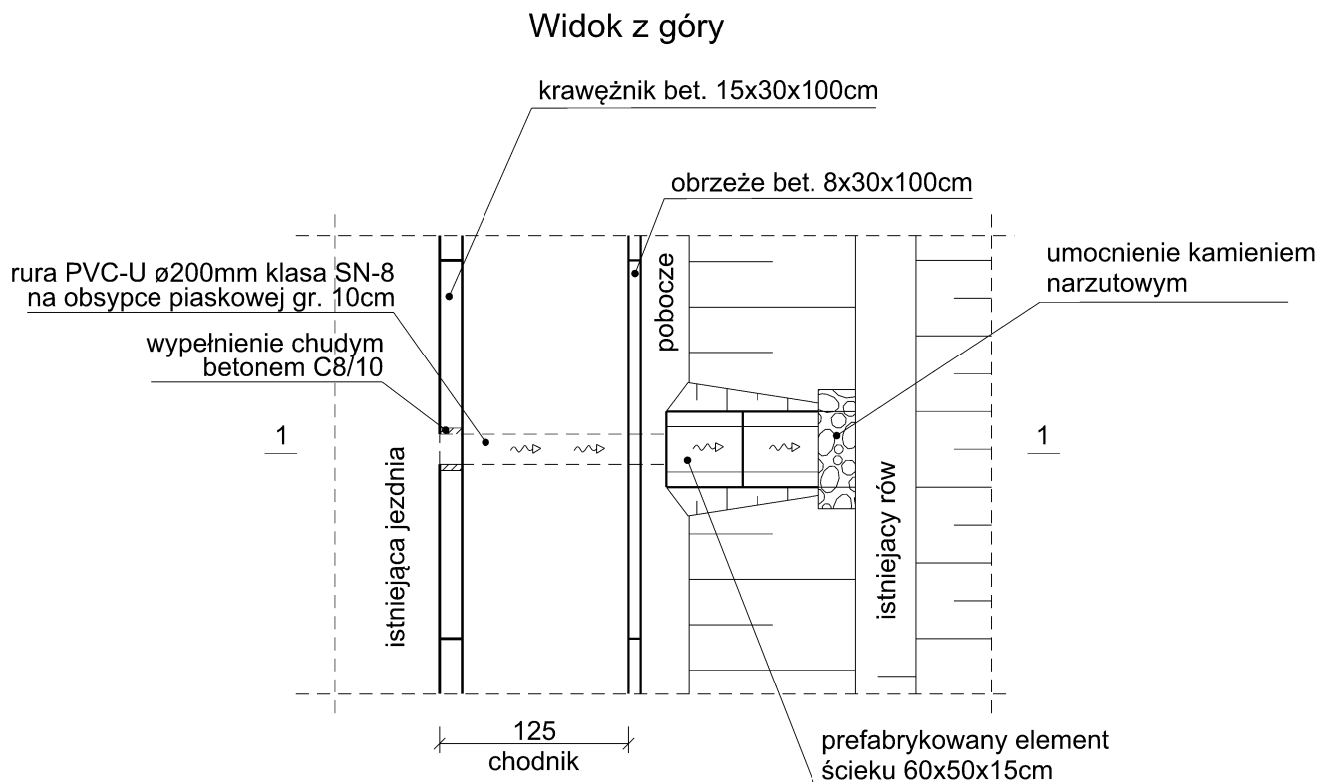 Widok z góry
krawężnik bet. 15x30x100cm
obrzeże bet. 8x30x100cm
rura PVC-U ø200mm klasa SN-8
na obsypce piaskowej gr. 10cm
wypełnienie chudym
betonem C8/10
pobocze
umocnienie kamieniem
narzutowym
1
1
istniejąca jezdnia
istniejacy rów
125
chodnik
prefabrykowany element
ścieku 60x50x15cm